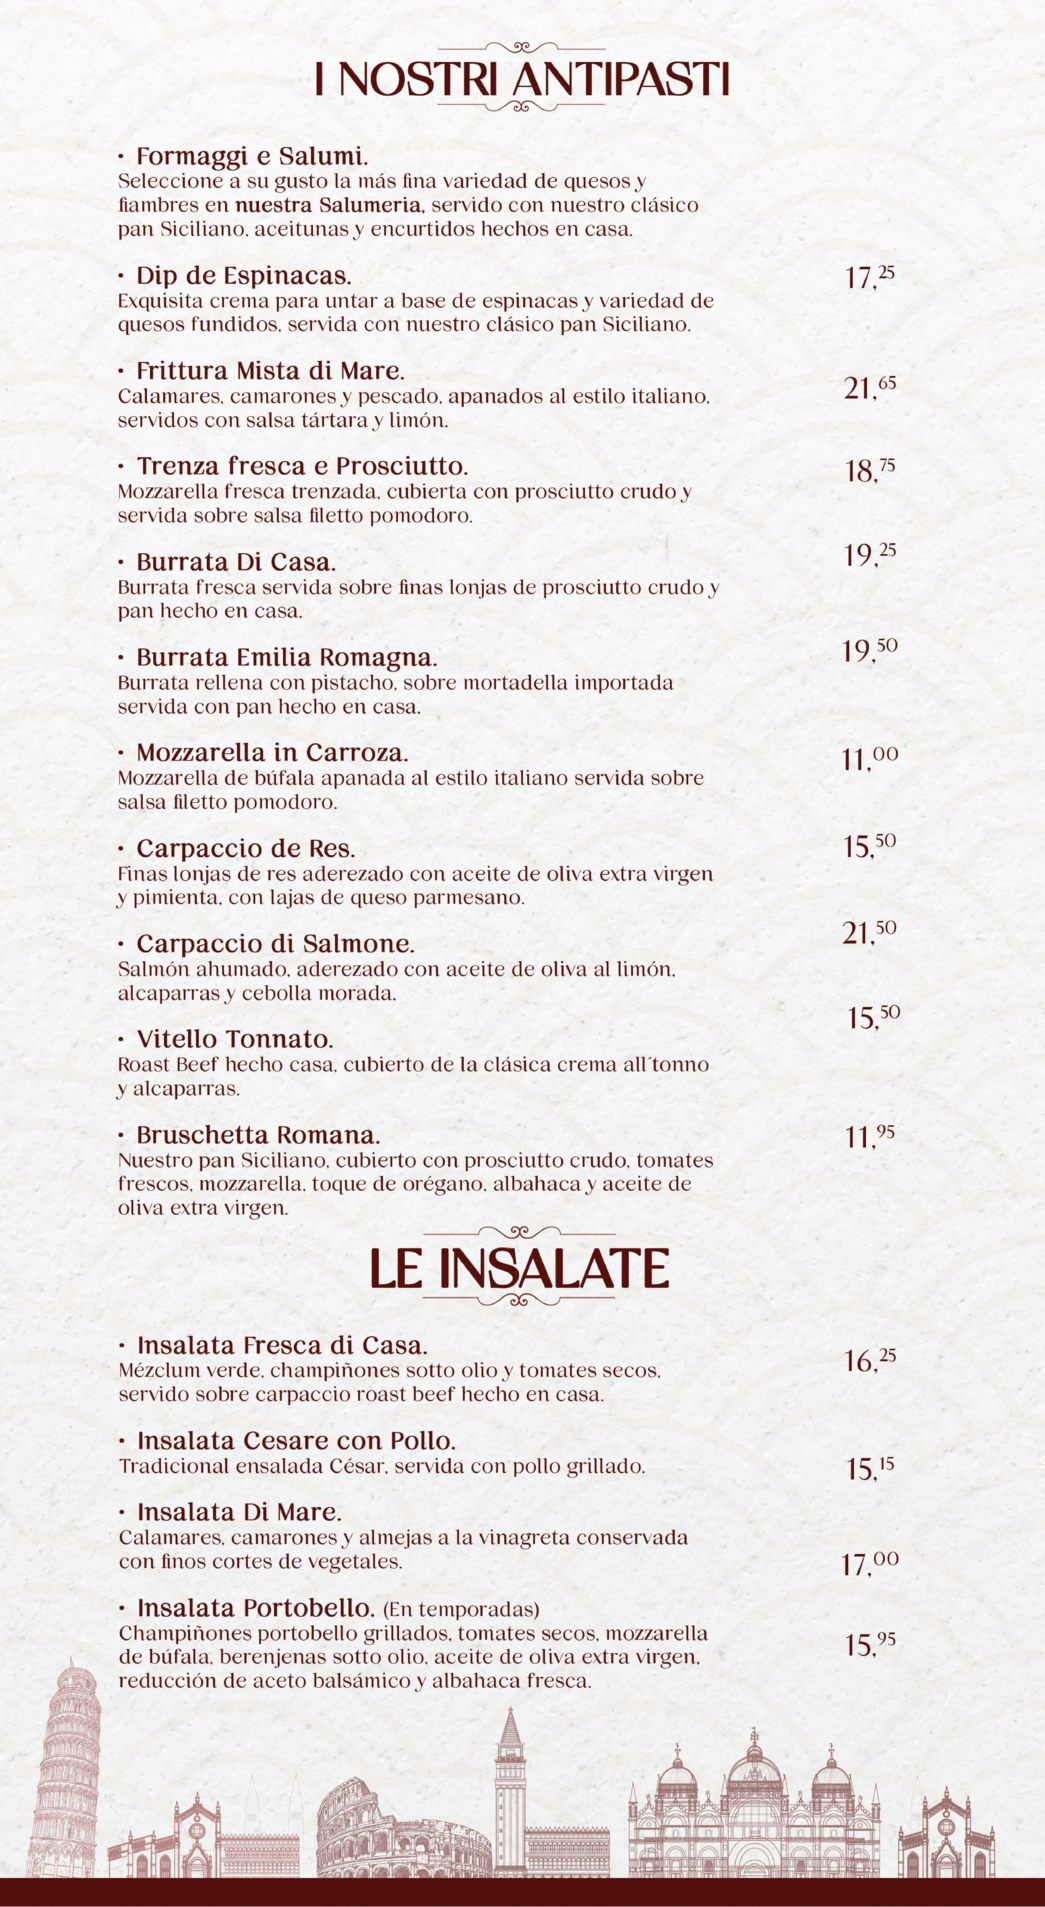 I NOSTRI ANTIPASTI
· Formaggi e Salumi.
Seleccione a su gusto la más fina variedad de quesos y
fiambres en nuestra Salumeria, servido con nuestro clásico
pan Siciliano, aceitunas y encurtidos hechos en casa.
· Dip de Espinacas. 17,25
Exquisita crema para untar a base de espinacas y variedad de
quesos fundidos, servida con nuestro clásico pan Siciliano.
· Frittura Mista di Mare. 21,65
Calamares, camarones y pescado, apanados al estilo italiano,
servidos con salsa tártara y limón.
· Trenza fresca e Prosciutto. 18,75
Mozzarella fresca trenzada, cubierta con prosciutto crudo y
servida sobre salsa filetto pomodoro.
· Burrata Di Casa. 19,25
Burrata fresca servida sobre finas lonjas de prosciutto crudo y
pan hecho en casa.
· Burrata Emilia Romagna. 19,50
Burrata rellena con pistacho, sobre mortadella importada
servida con pan hecho en casa.
· Mozzarella in Carroza. 11,00
Mozzarella de búfala apanada al estilo italiano servida sobre
salsa filetto pomodoro.
· Carpaccio de Res. 15,50
Finas lonjas de res aderezado con aceite de oliva extra virgen
y pimienta, con lajas de queso parmesano.
· Carpaccio di Salmone. 21,50
Salmón ahumado, aderezado con aceite de oliva al limón,
alcaparras y cebolla morada.
· Vitello Tonnato. 15,50
Roast Beef hecho casa, cubierto de la clásica crema all´tonno
y alcaparras.
· Bruschetta Romana. 11,95
Nuestro pan Siciliano, cubierto con prosciutto crudo, tomates
frescos, mozzarella, toque de orégano, albahaca y aceite de
oliva extra virgen.
LE INSALATE
· Insalata Fresca di Casa. 16,25
Mézclum verde, champiñones sotto olio y tomates secos,
servido sobre carpaccio roast beef hecho en casa.
· Insalata Cesare con Pollo. 15,15
Tradicional ensalada César, servida con pollo grillado.
· Insalata Di Mare. 17,00
Calamares, camarones y almejas a la vinagreta conservada
con finos cortes de vegetales.
· Insalata Portobello. (En temporadas) 15,95
Champiñones portobello grillados, tomates secos, mozzarella
de búfala, berenjenas sotto olio, aceite de oliva extra virgen,
reducción de aceto balsámico y albahaca fresca.